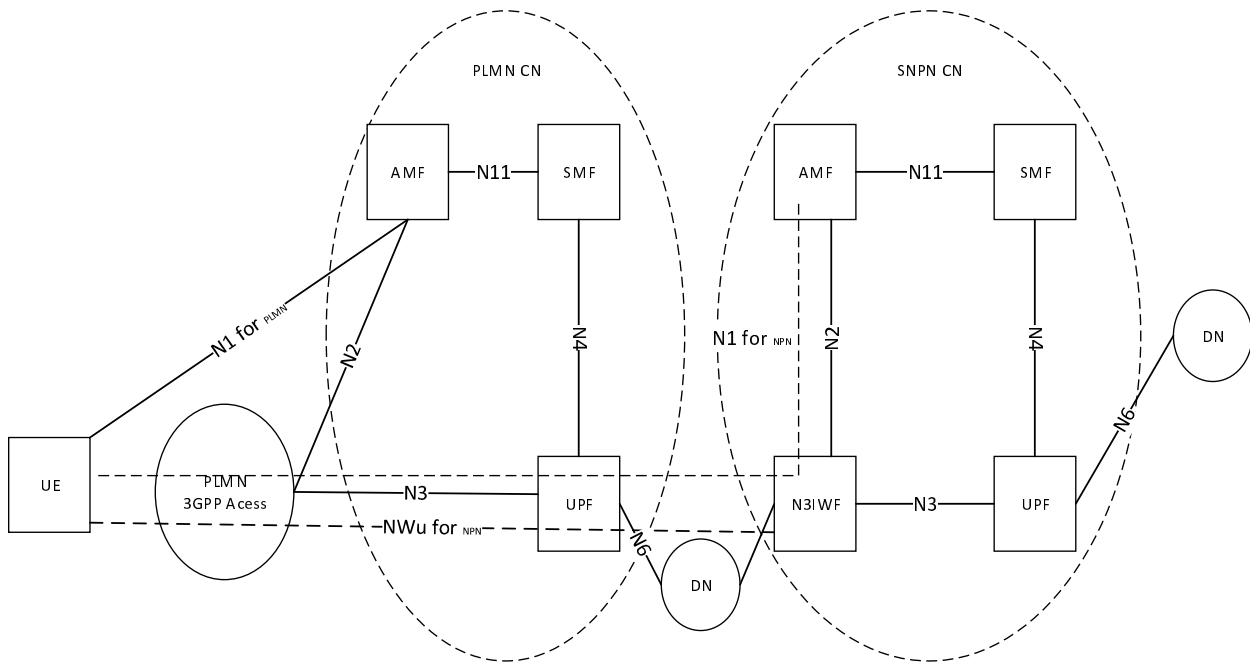 PLMN CN
SNPN CN
AMF
N11
SMF
AMF
N11
SMF
N1 for PLMN
N2
N4
N1 for NPN
N2
N4
DN
N6
UE
PLMN
3GPP Acess
N3
UPF
N3IWF
N3
UPF
NWu for NPN
N6
DN